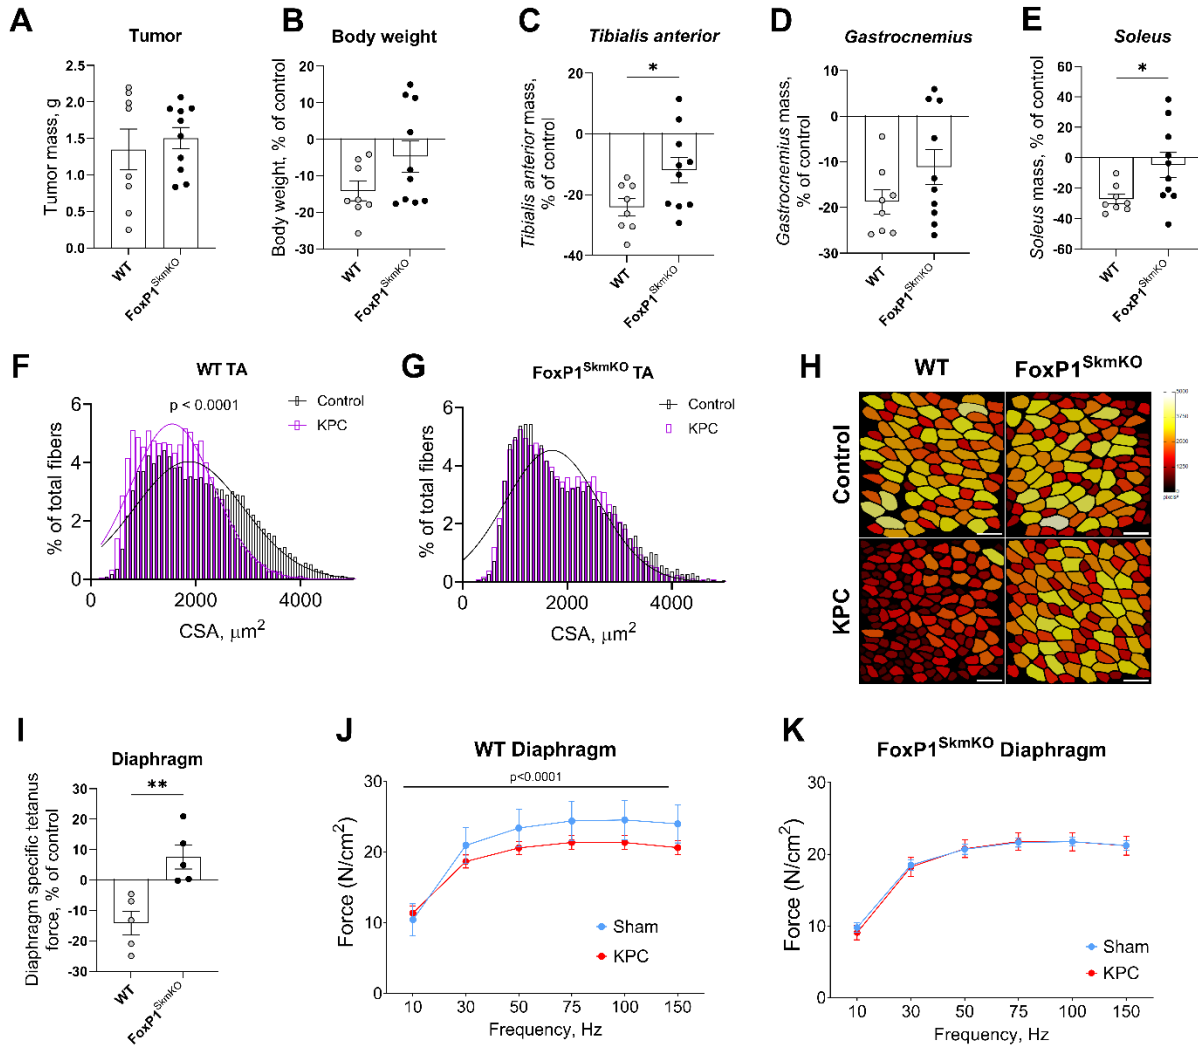 A
Tumor
Tumor mass, g
2.5
2.0
1.5
1.0
0.5
0.0
WT
FoxP1SkmKO
B
Body weight
Body weight, % of control
20
10
0
-10
-20
-30
WT
FoxP1SkmKO
C
Tibialis anterior
Tibialis anterior mass,
% of control
20
0
-20
-40
*
WT
FoxP1SkmKO
D
Gastrocnemius
Gastrocnemius mass,
% of control
10
0
-10
-20
-30
WT
FoxP1SkmKO
E
Soleus
Soleus mass, % of control
60
40
20
0
-20
-40
-60
*
WT
FoxP1SkmKO
F
WT TA
p < 0.0001
Control
KPC
% of total fibers
6
4
2
0
0
2000
4000
CSA, μm2
G
FoxP1SkmKO TA
Control
KPC
% of total fibers
6
4
2
0
0
2000
4000
CSA, μm2
H
WT
FoxP1SkmKO
Control
KPC
5000
1250
0
I
Diaphragm
Diaphragm specific tetanus
force, % of control
30
20
10
0
-10
-20
-30
**
WT
FoxP1SkmKO
J
WT Diaphragm
p<0.0001
Force (N/cm2)
30
20
10
0
Sham
KPC
10
30
50
75
100
150
Frequency, Hz
K
FoxP1SkmKO Diaphragm
Force (N/cm2)
30
20
10
0
Sham
KPC
10
30
50
75
100
150
Frequency, Hz